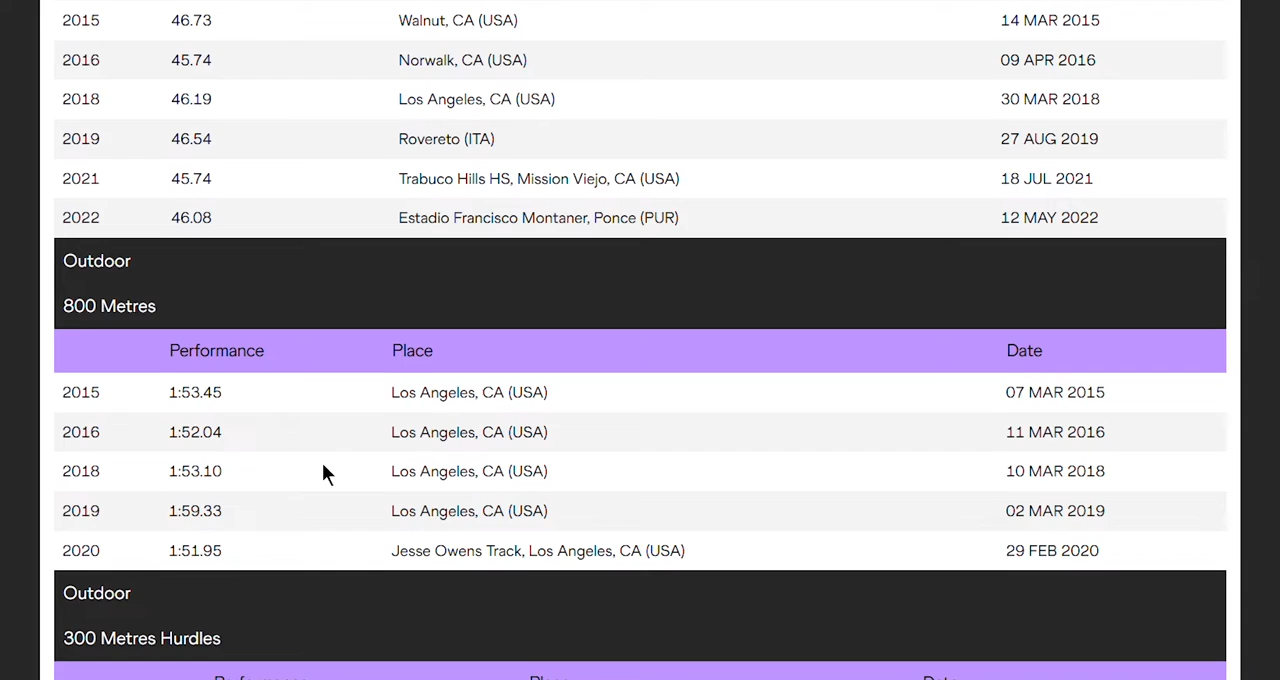 2015 46.73 Walnut, CA (USA) 14 MAR 2015
2016 45.74 Norwalk, CA (USA) 09 APR 2016
2018 46.19 Los Angeles, CA (USA) 30 MAR 2018
2019 46.54 Rovereto (ITA) 27 AUG 2019
2021 45.74 Trabuco Hills HS, Mission Viejo, CA (USA) 18 JUL 2021
2022 46.08 Estadio Francisco Montaner, Ponce (PUR) 12 MAY 2022
Outdoor
800 Metres
Performance Place Date
2015 1:53.45 Los Angeles, CA (USA) 07 MAR 2015
2016 1:52.04 Los Angeles, CA (USA) 11 MAR 2016
2018 1:53.10 Los Angeles, CA (USA) 10 MAR 2018
2019 1:59.33 Los Angeles, CA (USA) 02 MAR 2019
2020 1:51.95 Jesse Owens Track, Los Angeles, CA (USA) 29 FEB 2020
Outdoor
300 Metres Hurdles
Performance Place Date